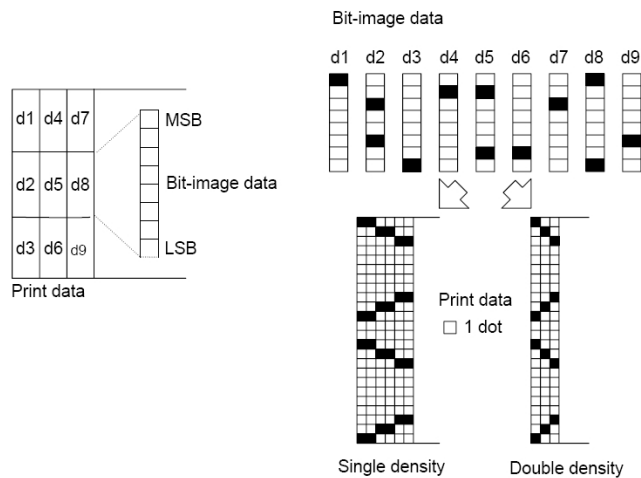 Bit-image data
d1 d2 d3 d4 d5 d6 d7 d8 d9
d1 d4 d7
d2 d5 d8
d3 d6 d9
MSB
Bit-image data
LSB
Print data
Print data
1 dot
Single density
Double density